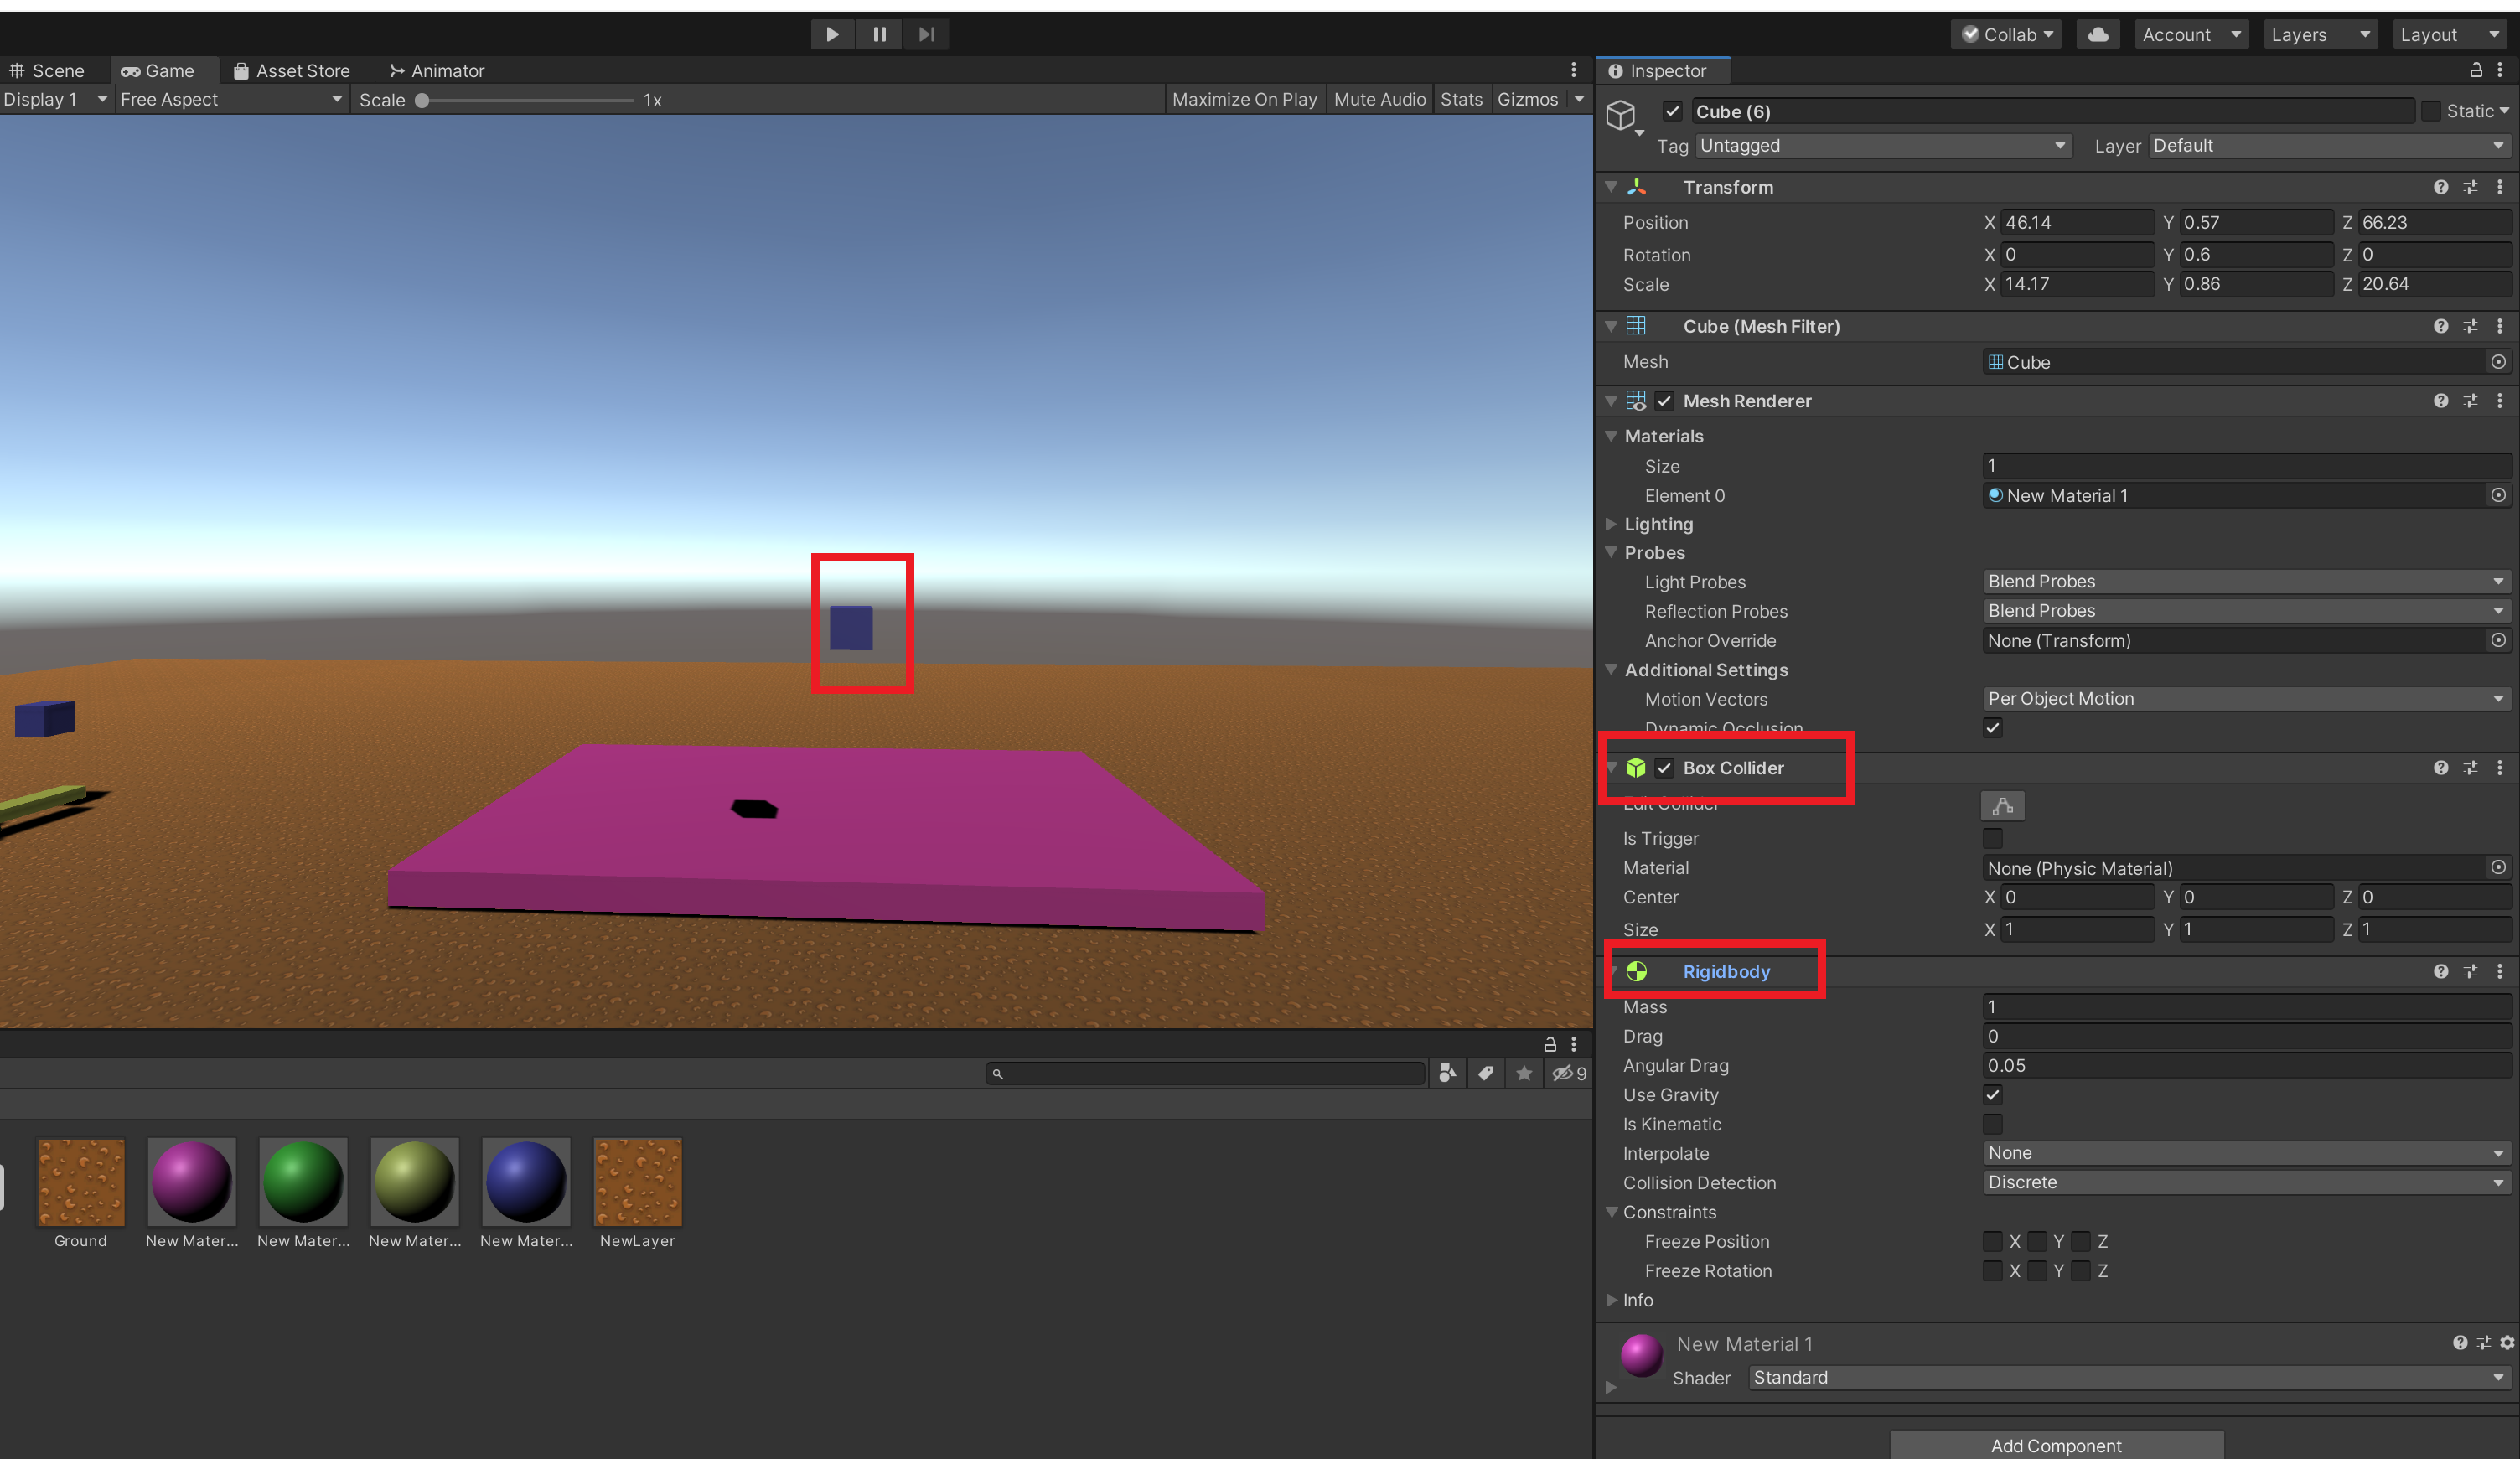 Collab Account Layers Layout
Scene Game Asset Store Animator
Display 1 Free Aspect Scale 1x Maximize On Play Mute Audio Stats Gizmos
Inspector
Cube (6) Static
Tag Untagged Layer Default
Transform
Position X 46.14 Y 0.57 Z 66.23
Rotation X 0 Y 0.6 Z 0
Scale X 14.17 Y 0.86 Z 20.64
Cube (Mesh Filter)
Mesh Cube
Mesh Renderer
Materials
Size 1
Element 0 New Material 1
Lighting
Probes
Light Probes Blend Probes
Reflection Probes Blend Probes
Anchor Override None (Transform)
Additional Settings
Motion Vectors Per Object Motion
Dynamic Occlusion
Box Collider
Edit Collider
Is Trigger
Material None (Physic Material)
Center X 0 Y 0 Z 0
Size X 1 Y 1 Z 1
Rigidbody
Mass 1
Drag 0
Angular Drag 0.05
Use Gravity
Is Kinematic
Interpolate None
Collision Detection Discrete
Constraints
Freeze Position X Y Z
Freeze Rotation X Y Z
Info
New Material 1
Shader Standard
Add Component
9
Ground New Mater... New Mater... New Mater... New Mater... NewLayer